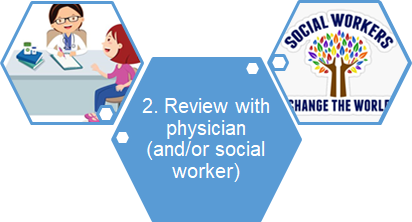 SOCIAL WORKERS
CHANGE THE WORLD
2. Review with
physician
(and/or social
worker)